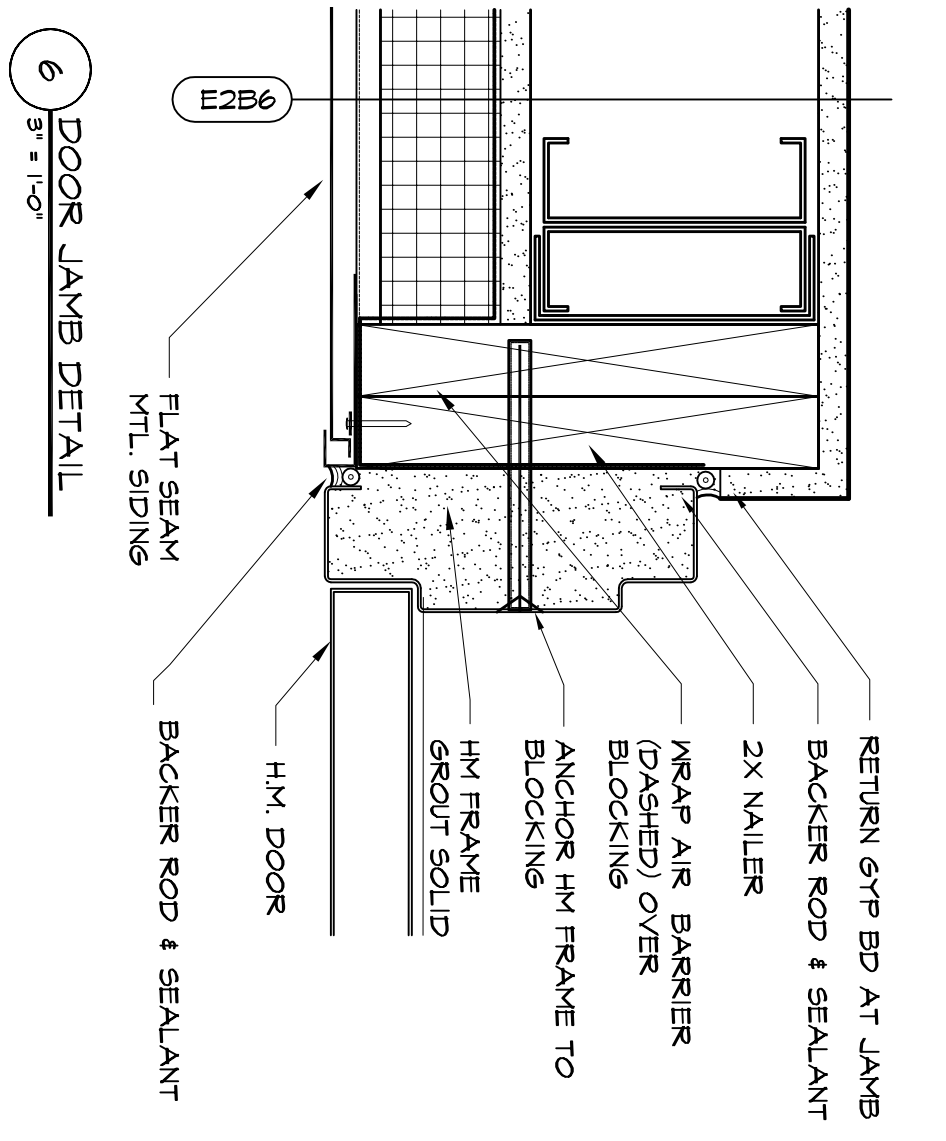 E2B6
6
DOOR JAMB DETAIL
3" = 1'-0"
FLAT SEAM
MTL. SIDING
RETURN GYP BD AT JAMB
BACKER ROD & SEALANT
2X NAILER
WRAP AIR BARRIER
(DASHED) OVER
BLOCKING
ANCHOR HM FRAME TO
BLOCKING
HM FRAME
GROUT SOLID
H.M. DOOR
BACKER ROD & SEALANT